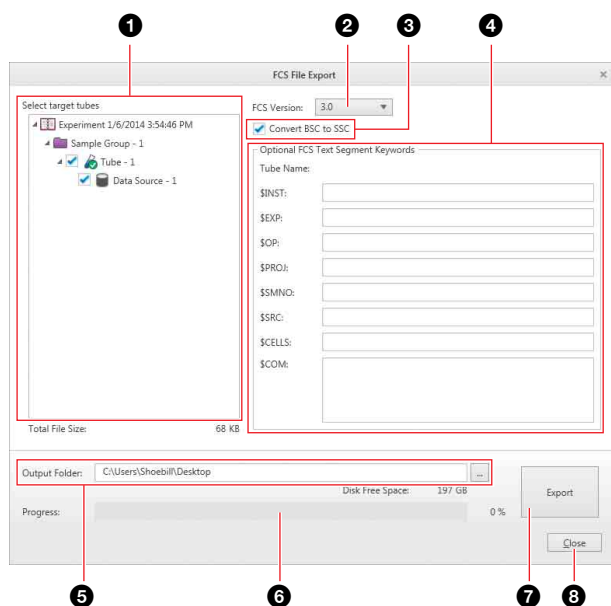 1 2 3 4
FCS File Export ×
Select target tubes
Experiment 1/6/2014 3:54:46 PM
Sample Group - 1
Tube - 1
Data Source - 1
Total File Size: 68 KB
FCS Version: 3.0
Convert BSC to SSC
Optional FCS Text Segment Keywords
Tube Name:
$INST:
$EXP:
$OP:
$PROJ:
$SMNO:
$SRC:
$CELLS:
$COM:
Output Folder: C:\Users\Shoebill\Desktop ...
Disk Free Space: 197 GB
Progress: 0 %
Export
Close
5 6 7 8